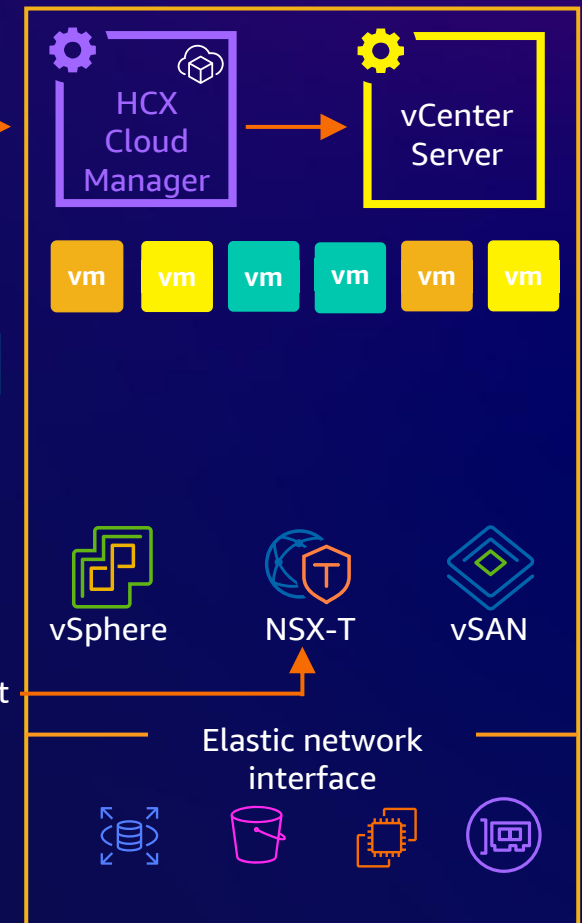 HCX
Cloud
Manager
vCenter
Server
vm vm vm vm vm vm
vSphere
NSX-T
vSAN
t
Elastic network
interface